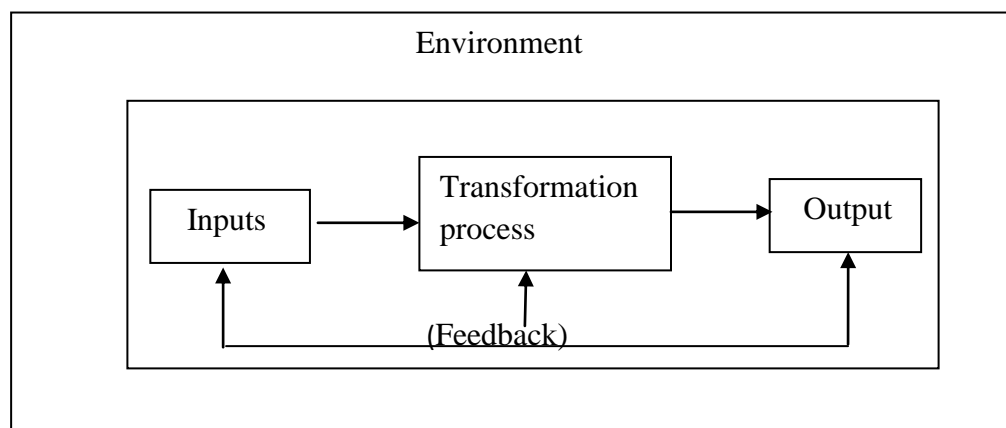 Environment
Inputs
Transformation
process
Output
(Feedback)